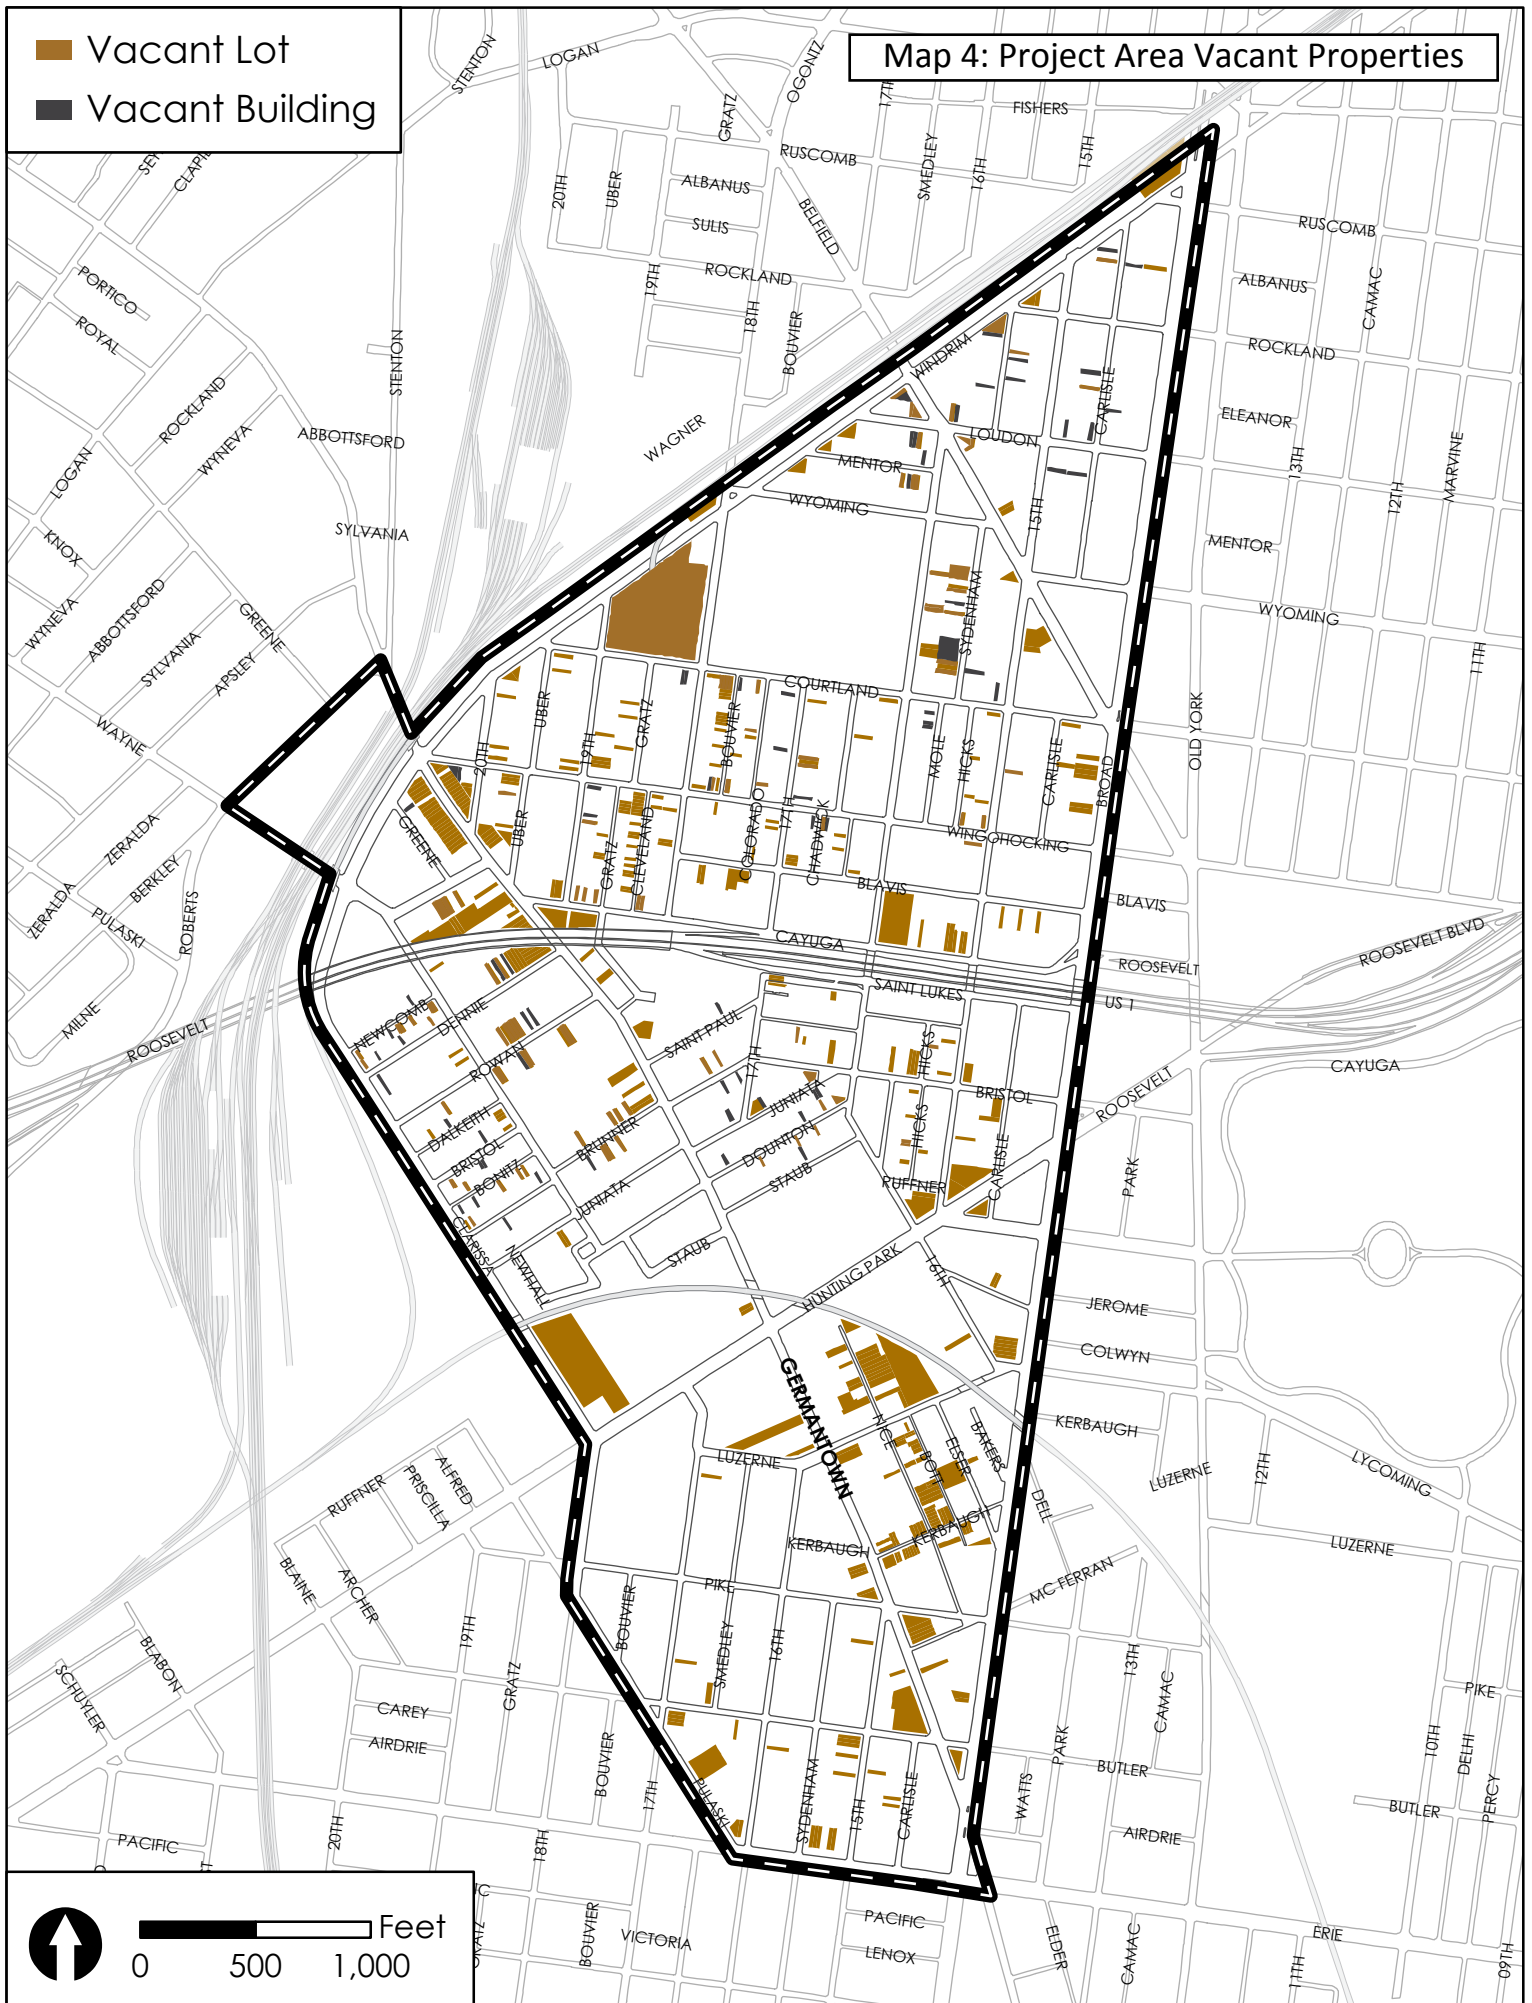 Vacant Lot
Vacant Building
Map 4: Project Area Vacant Properties
STENTON
LOGAN
OGONTZ
17TH
FISHERS
GRATZ
RUSCOMB
SMEDLEY
16TH
15TH
20TH
UBER
ALBANUS
SULIS
BELFIELD
ROCKLAND
19TH
18TH
BOUVIER
RUSCOMB
ALBANUS
CAMAC
ROCKLAND
PORTICO
ROYAL
STENTON
WINDRIM
CARLISLE
ELEANOR
ROCKLAND
WYNEVA
ABBOTTSFORD
WAGNER
LOUDON
MENTOR
13TH
MARVINE
LOGAN
12TH
WYOMING
15TH
SYLVANIA
KNOX
MENTOR
WYNEVA
ABBOTTSFORD
GREENE
SYLVANIA
APSLEY
SYDENHAM
WYOMING
11TH
WAYNE
COURTLAND
UBER
GRATZ
BOUVIER
20TH
19TH
MOLE
HICKS
CARLISLE
BROAD
OLD YORK
ZERALDA
BERKLEY
GREENE
UBER
GRATZ
CLEVELAND
COLORADO
17TH
CHADWICK
WINGOHOCKING
BLAVIS
BLAVIS
ZERALDA
PULASKI
ROBERTS
CAYUGA
ROOSEVELT
ROOSEVELT BLVD
MILNE
ROOSEVELT
SAINT LUKES
US 1
NEWCOMB
DENNIE
ROWAN
SAINT PAUL
17TH
HICKS
CAYUGA
DALKEITH
BRISTOL
BONITZ
BRUNNER
JUNIATA
DOUNTON
STAUB
HICKS
BRISTOL
ROOSEVELT
CARLISLE
RUFFNER
PARK
JUNIATA
CLARISSA
NEWHALL
STAUB
HUNTING PARK
16TH
JEROME
COLWYN
GERMANTOWN
NICE
BOTT
ELSER
BAKERS
KERBAUGH
LUZERNE
LUZERNE
12TH
LYCOMING
ALFRED
PRISCILLA
RUFFNER
DELL
KERBAUGH
KERBAUGH
LUZERNE
BLAINE
ARCHER
PIKE
MC FERRAN
BOUVIER
SMEDLEY
16TH
19TH
BLABON
SCHUYLER
GRATZ
13TH
CAMAC
PIKE
CAREY
AIRDRIE
BOUVIER
17TH
PULASKI
SYDENHAM
15TH
CARLISLE
WATTS
PARK
BUTLER
10TH
DELHI
PERCY
BUTLER
AIRDRIE
PACIFIC
20TH
18TH
PACIFIC
LENOX
BOUVIER
VICTORIA
ELDER
CAMAC
ERIE
11TH
09TH
Feet
0 500 1,000